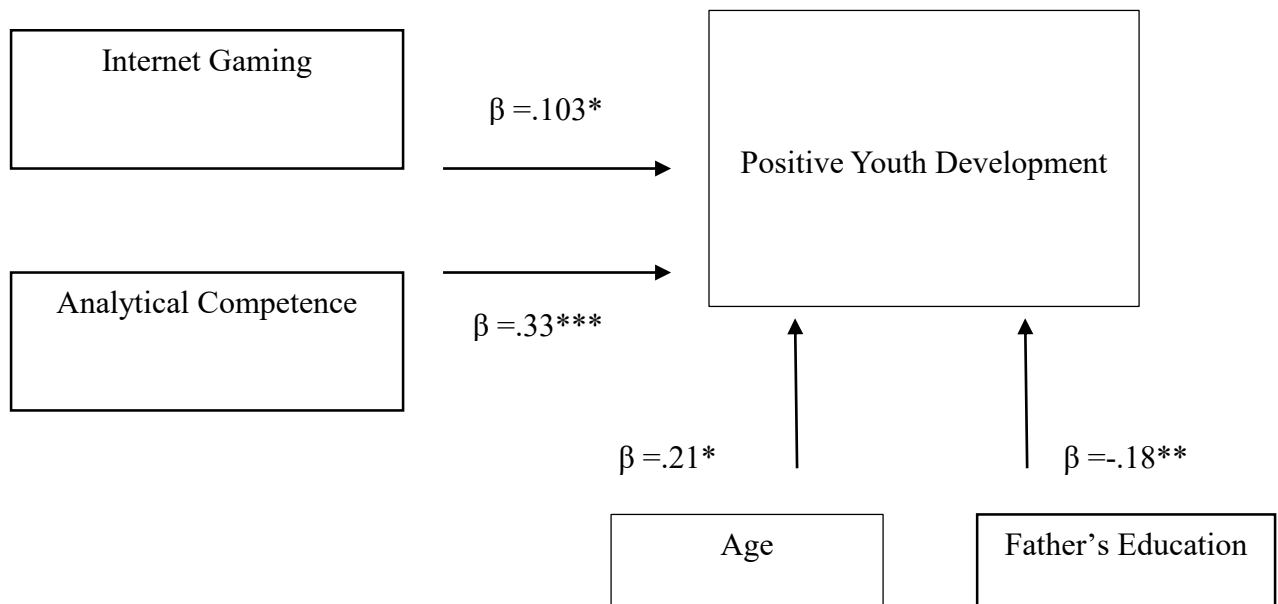 Internet Gaming
β =.103*
Positive Youth Development
Analytical Competence
β =.33***
β =.21*
β =-.18**
Age
Father’s Education